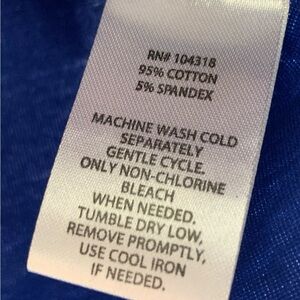 RN# 104318
95% COTTON
5% SPANDEX
MACHINE WASH COLD
SEPARATELY
GENTLE CYCLE.
ONLY NON-CHLORINE
BLEACH
WHEN NEEDED.
TUMBLE DRY LOW,
REMOVE PROMPTLY,
USE COOL IRON
IF NEEDED.